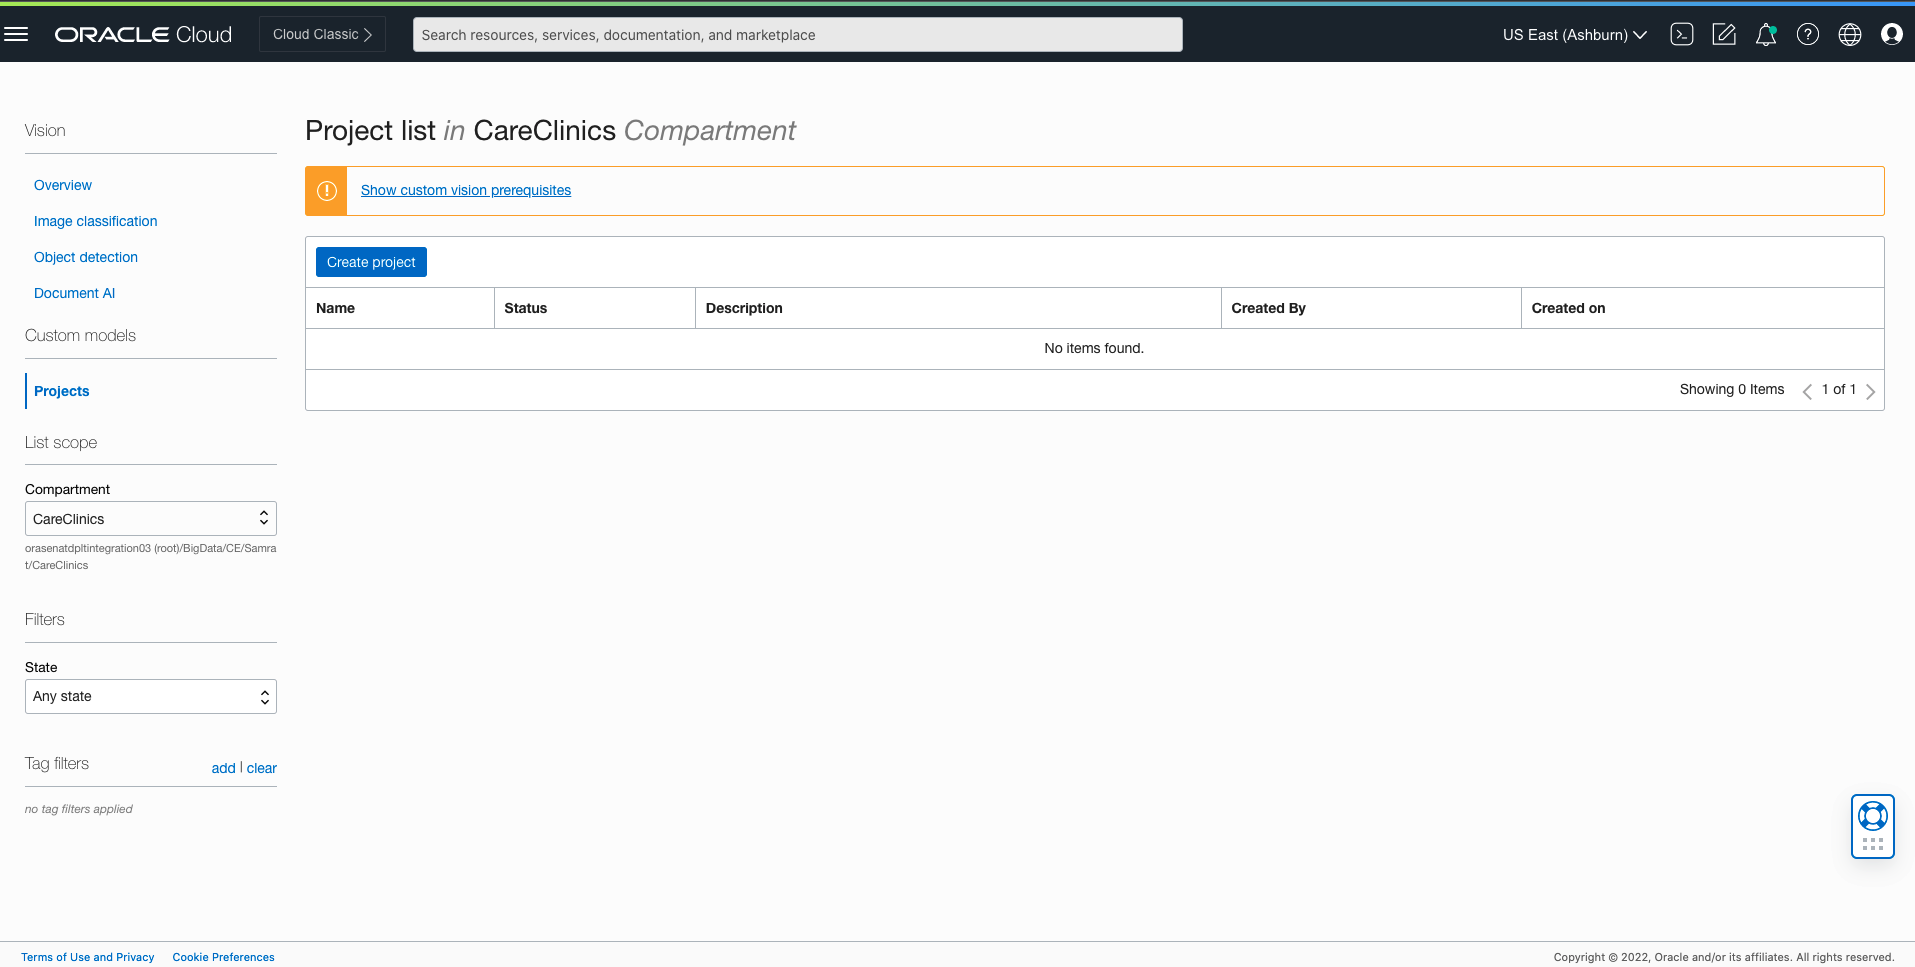 ORACLE Cloud
Cloud Classic
Search resources, services, documentation, and marketplace
US East (Ashburn)
Vision
Overview
Image classification
Object detection
Document AI
Custom models
Projects
List scope
Compartment
CareClinics
orasenatdpltintegration03 (root)/BigData/CE/Samra
t/CareClinics
Filters
State
Any state
Tag filters
add | clear
no tag filters applied
Project list in CareClinics Compartment
Show custom vision prerequisites
Create project
Name Status Description Created By Created on
No items found.
Showing 0 Items 1 of 1
Terms of Use and Privacy Cookie Preferences
Copyright © 2022, Oracle and/or its affiliates. All rights reserved.